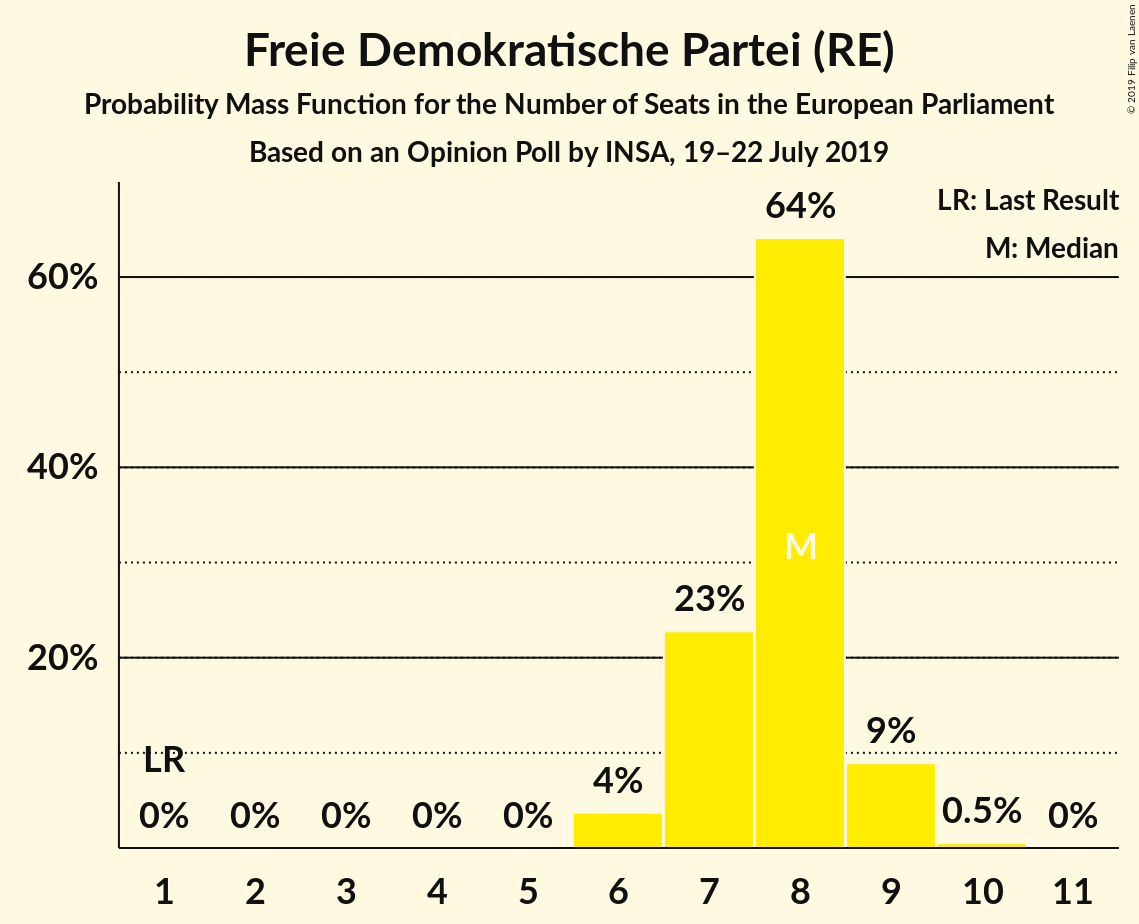 Freie Demokratische Partei (RE)
Probability Mass Function for the Number of Seats in the European Parliament
Based on an Opinion Poll by INSA, 19–22 July 2019
© 2019 Filip van Laenen
LR: Last Result
M: Median
60%
40%
20%
LR
0%
0%
0%
0%
0%
4%
23%
64%
M
9%
0.5%
0%
1 2 3 4 5 6 7 8 9 10 11